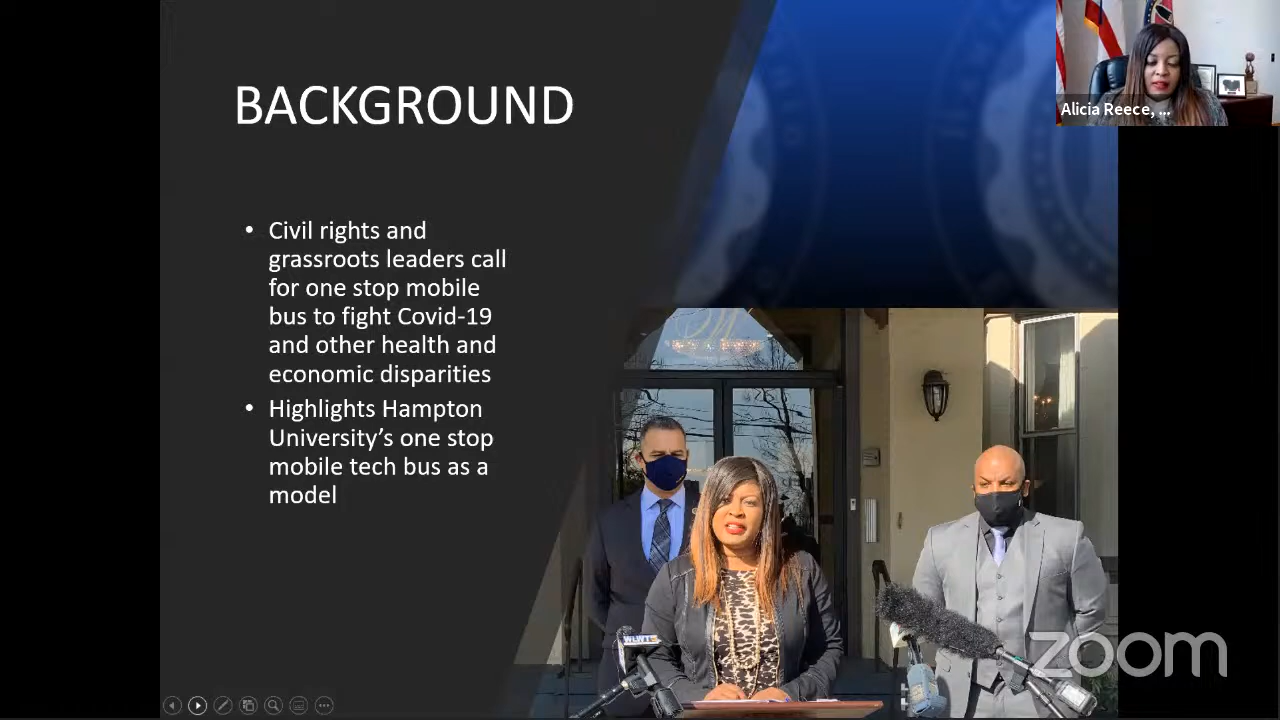 BACKGROUND
Alicia Reece, ...
• Civil rights and
grassroots leaders call
for one stop mobile
bus to fight Covid-19
and other health and
economic disparities
• Highlights Hampton
University’s one stop
mobile tech bus as a
model
WLWT
zoom